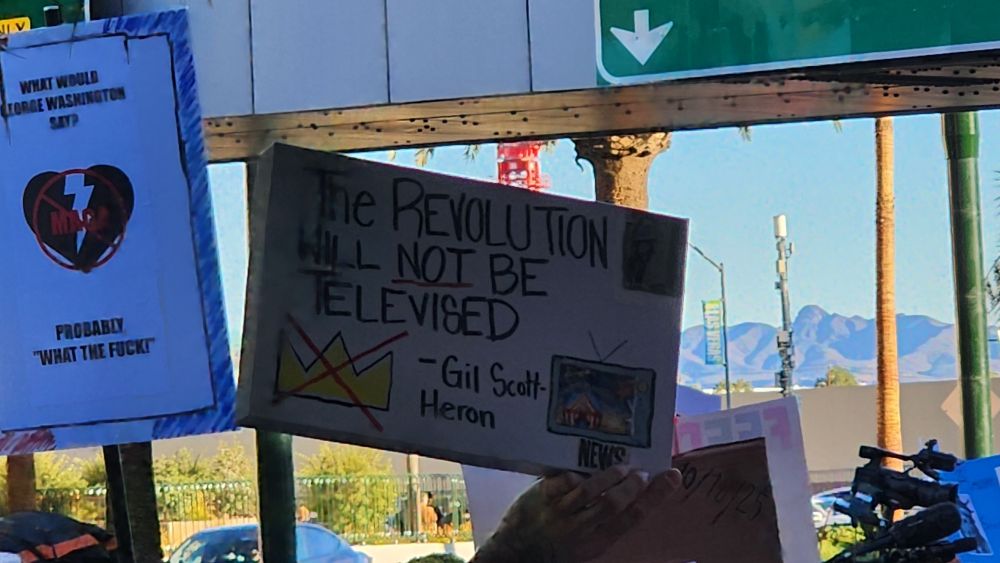 NLY
WHAT WOULD
GEORGE WASHINGTON
SAY?
MAGA
PROBABLY
"WHAT THE FUCK!"
The REVOLUTION
WILL NOT BE
TELEVISED
-Gil Scott-
Heron
NEWS